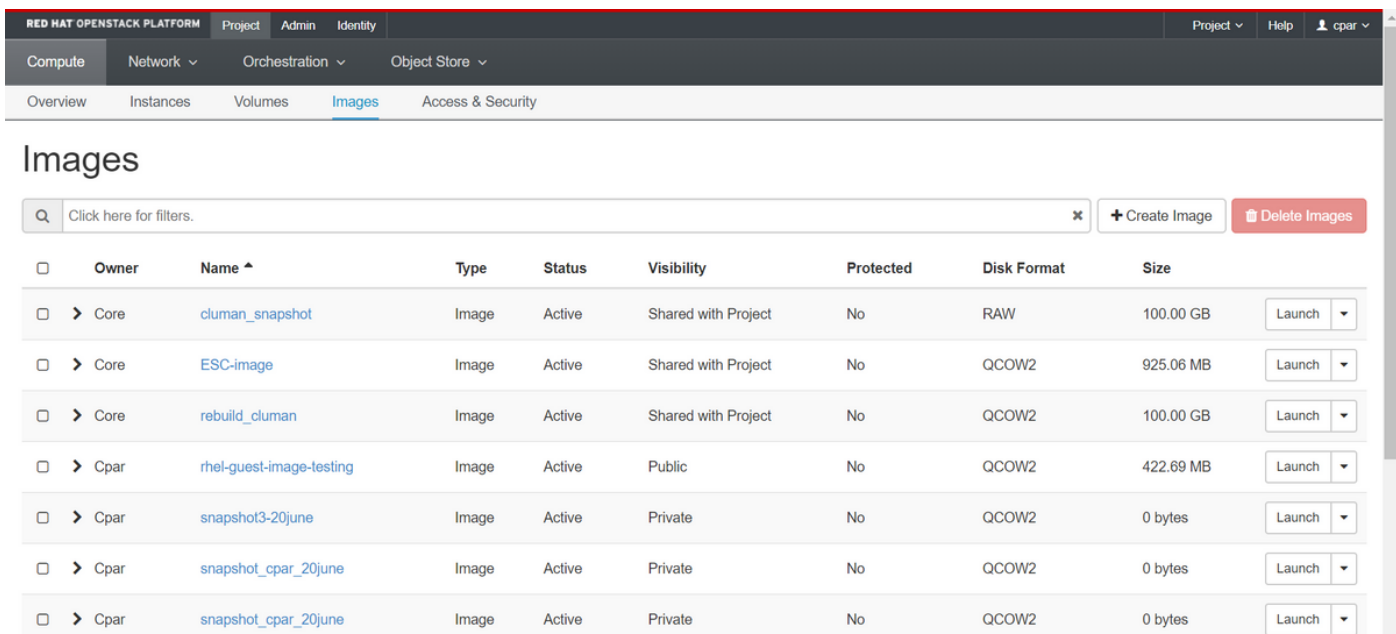 RED HAT OPENSTACK PLATFORM Project Admin Identity Project Help cpar
Compute Network Orchestration Object Store
Overview Instances Volumes Images Access & Security
Images
Click here for filters. Create Image Delete Images
Owner Name Type Status Visibility Protected Disk Format Size
Core cluman_snapshot Image Active Shared with Project No RAW 100.00 GB Launch
Core ESC-image Image Active Shared with Project No QCOW2 925.06 MB Launch
Core rebuild_cluman Image Active Shared with Project No QCOW2 100.00 GB Launch
Cpar rhel-guest-image-testing Image Active Public No QCOW2 422.69 MB Launch
Cpar snapshot3-20june Image Active Private No QCOW2 0 bytes Launch
Cpar snapshot_cpar_20june Image Active Private No QCOW2 0 bytes Launch
Cpar snapshot_cpar_20june Image Active Private No QCOW2 0 bytes Launch